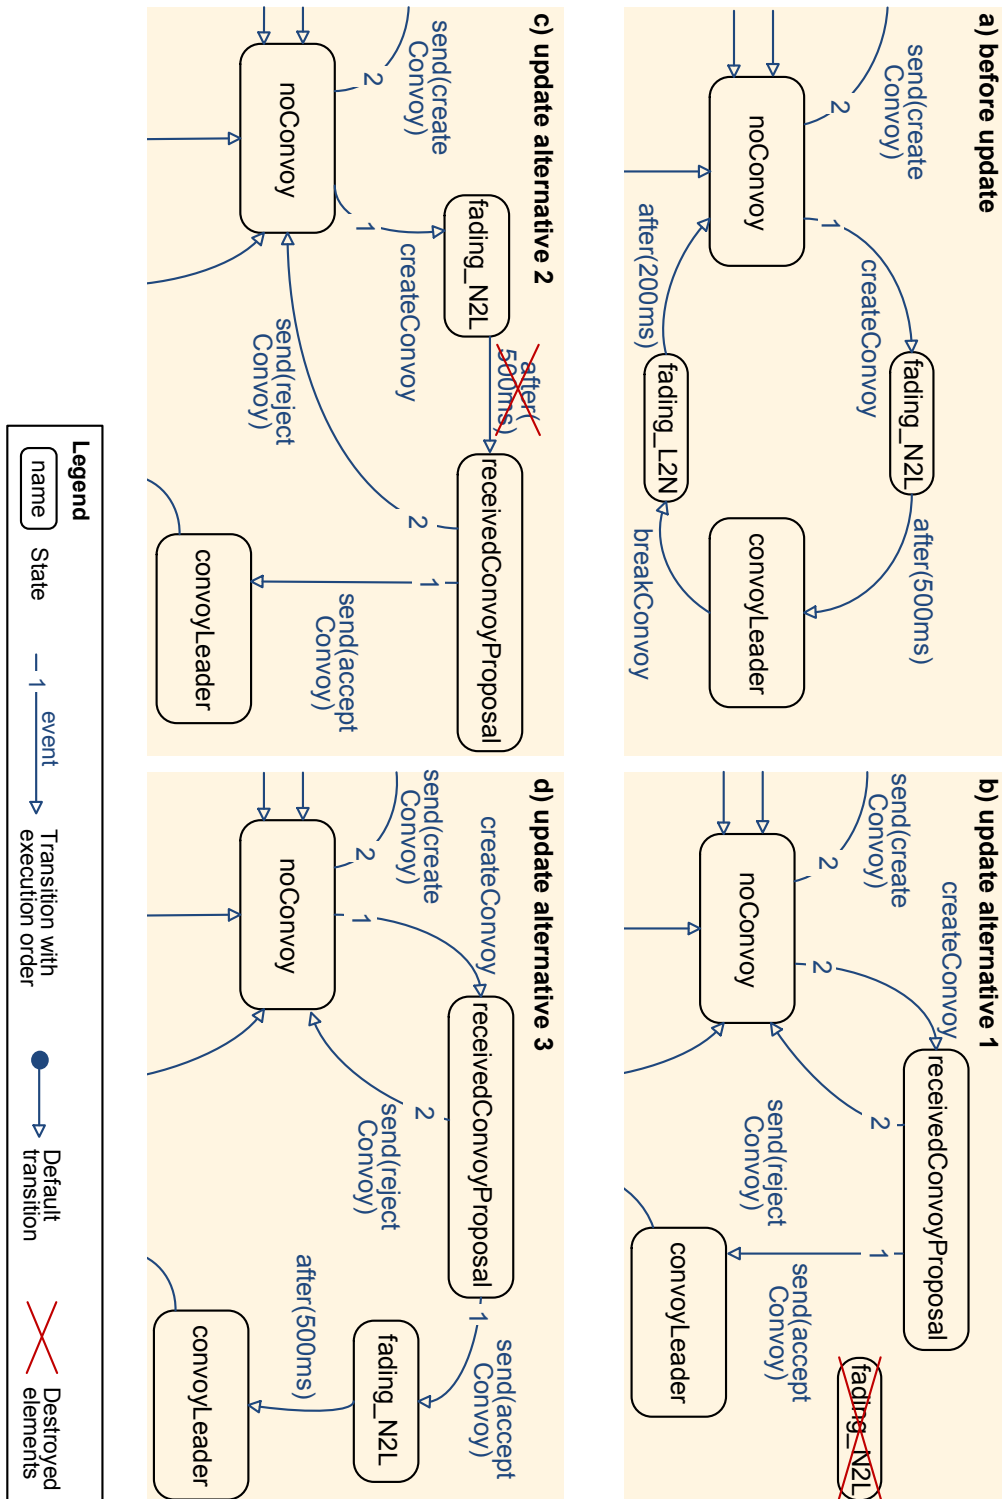 a) before update
send(create
Convoy)
2
noConvoy
1
createConvoy
fading_N2L
after(500ms)
convoyLeader
breakConvoy
fading_L2N
after(200ms)
b) update alternative 1
send(create
Convoy)
2
noConvoy
2
createConvoy
receivedConvoyProposal
2
send(reject
Convoy)
1
send(accept
Convoy)
convoyLeader
fading_N2L
c) update alternative 2
send(create
Convoy)
2
noConvoy
1
createConvoy
fading_N2L
after(
500ms)
receivedConvoyProposal
2
send(reject
Convoy)
1
send(accept
Convoy)
convoyLeader
d) update alternative 3
send(create
Convoy)
2
noConvoy
1
createConvoy
receivedConvoyProposal
2
send(reject
Convoy)
1
send(accept
Convoy)
fading_N2L
after(500ms)
convoyLeader
Legend
name
State
1
event
Transition with
execution order
Default
transition
Destroyed
elements